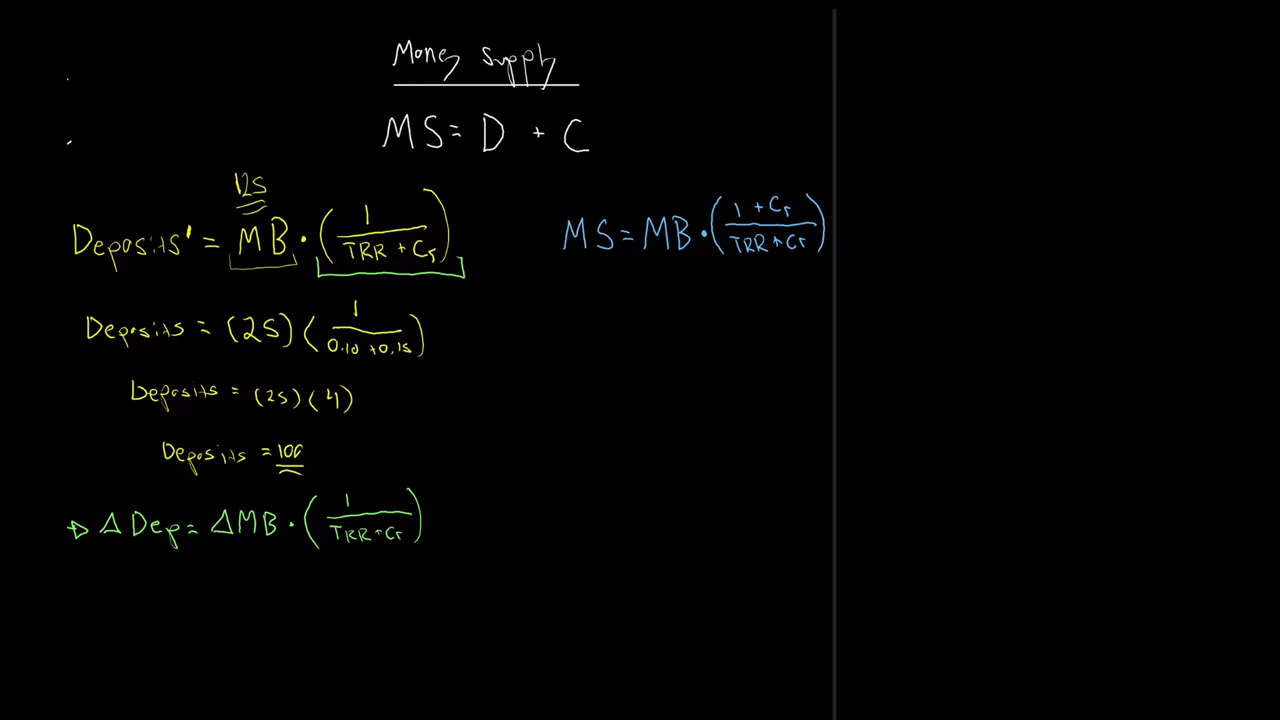 Money Supply
MS = D + C
125
Deposits' = MB · (1 / TRR + Cr)
MS = MB · (1 + Cr / TRR + Cr)
Deposits = (25) (1 / 0.10 + 0.15)
Deposits = (25) (4)
Deposits = 100
Δ Dep = Δ MB · (1 / TRR + Cr)